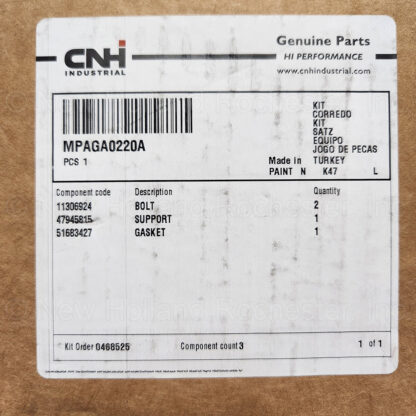 CNH
INDUSTRIAL
Genuine Parts
HI PERFORMANCE
www.cnhindustrial.com
MPAGA0220A
PCS 1
KIT
CORREDO
KIT
SATZ
EQUIPO
JOGO DE PECAS
Made in TURKEY
PAINT N K47 L
Component code Description Quantity
11306924 BOLT 2
47945815 SUPPORT 1
51683427 GASKET 1
Kit Order 0468525 Component count 3 1 of 1